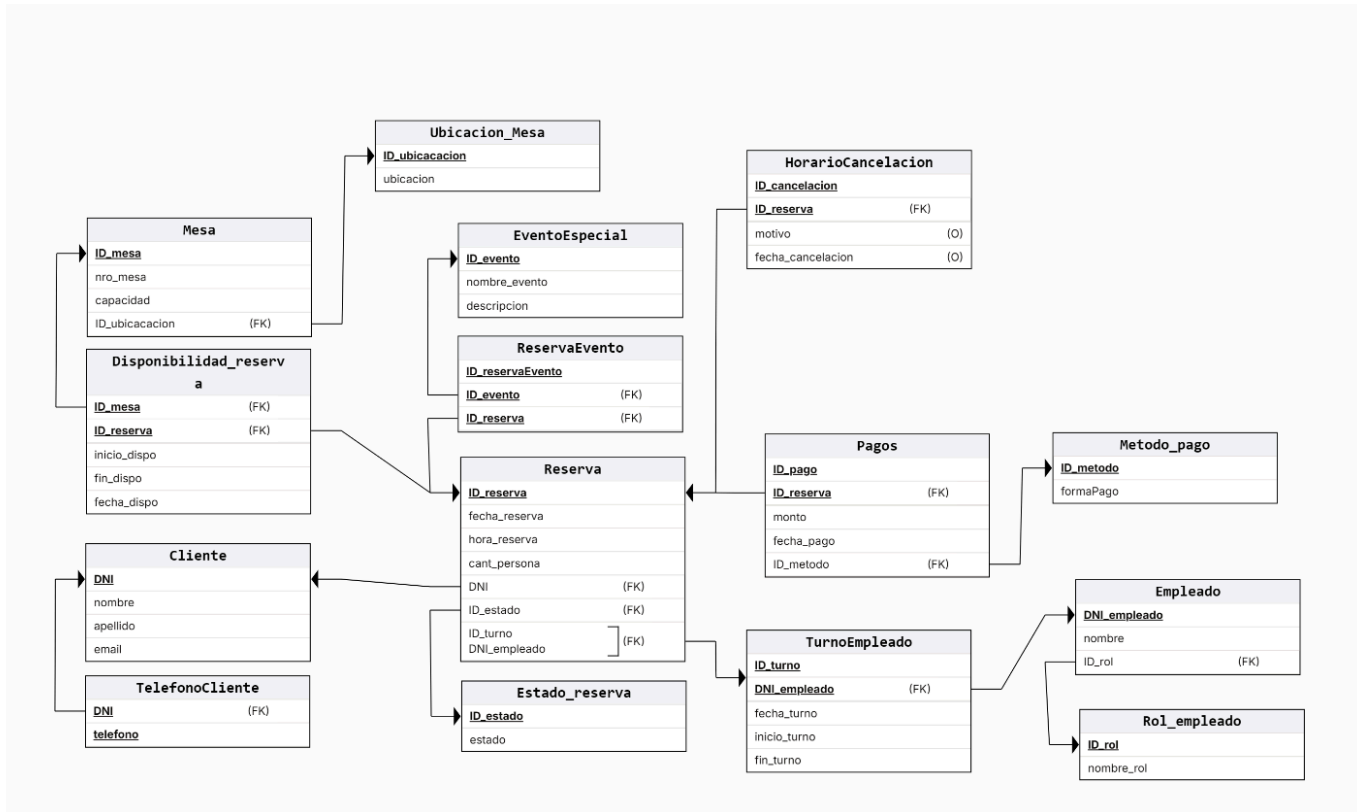 Ubicacion_Mesa
ID_ubicacacion
ubicacion
HorarioCancelacion
ID_cancelacion
ID_reserva (FK)
motivo (O)
fecha_cancelacion (O)
Mesa
ID_mesa
nro_mesa
capacidad
ID_ubicacacion (FK)
EventoEspecial
ID_evento
nombre_evento
descripcion
Disponibilidad_reserv
a
ID_mesa (FK)
ID_reserva (FK)
inicio_dispo
fin_dispo
fecha_dispo
ReservaEvento
ID_reservaEvento
ID_evento (FK)
ID_reserva (FK)
Reserva
ID_reserva
fecha_reserva
hora_reserva
cant_persona
DNI (FK)
ID_estado (FK)
ID_turno
DNI_empleado (FK)
Pagos
ID_pago
ID_reserva (FK)
monto
fecha_pago
ID_metodo (FK)
Metodo_pago
ID_metodo
formaPago
Cliente
DNI
nombre
apellido
email
TelefonoCliente
DNI (FK)
telefono
Estado_reserva
ID_estado
estado
TurnoEmpleado
ID_turno
DNI_empleado (FK)
fecha_turno
inicio_turno
fin_turno
Empleado
DNI_empleado
nombre
ID_rol (FK)
Rol_empleado
ID_rol
nombre_rol